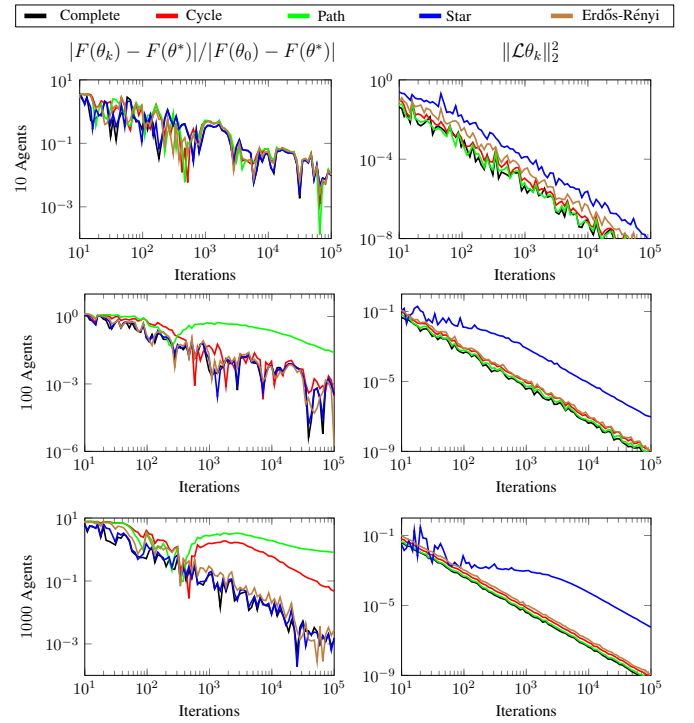 Complete Cycle Path Star Erdős-Rényi
|F(θ_k) − F(θ*)|/|F(θ_0) − F(θ*)|
‖ℒθ_k‖_2^2
10 Agents
10^1
10^−1
10^−3
10^1 10^2 10^3 10^4 10^5
Iterations
10^0
10^−4
10^−8
10^1 10^2 10^3 10^4 10^5
Iterations
100 Agents
10^0
10^−3
10^−6
10^1 10^2 10^3 10^4 10^5
Iterations
10^−1
10^−5
10^−9
10^1 10^2 10^3 10^4 10^5
Iterations
1000 Agents
10^1
10^−1
10^−3
10^1 10^2 10^3 10^4 10^5
Iterations
10^−1
10^−5
10^−9
10^1 10^2 10^3 10^4 10^5
Iterations